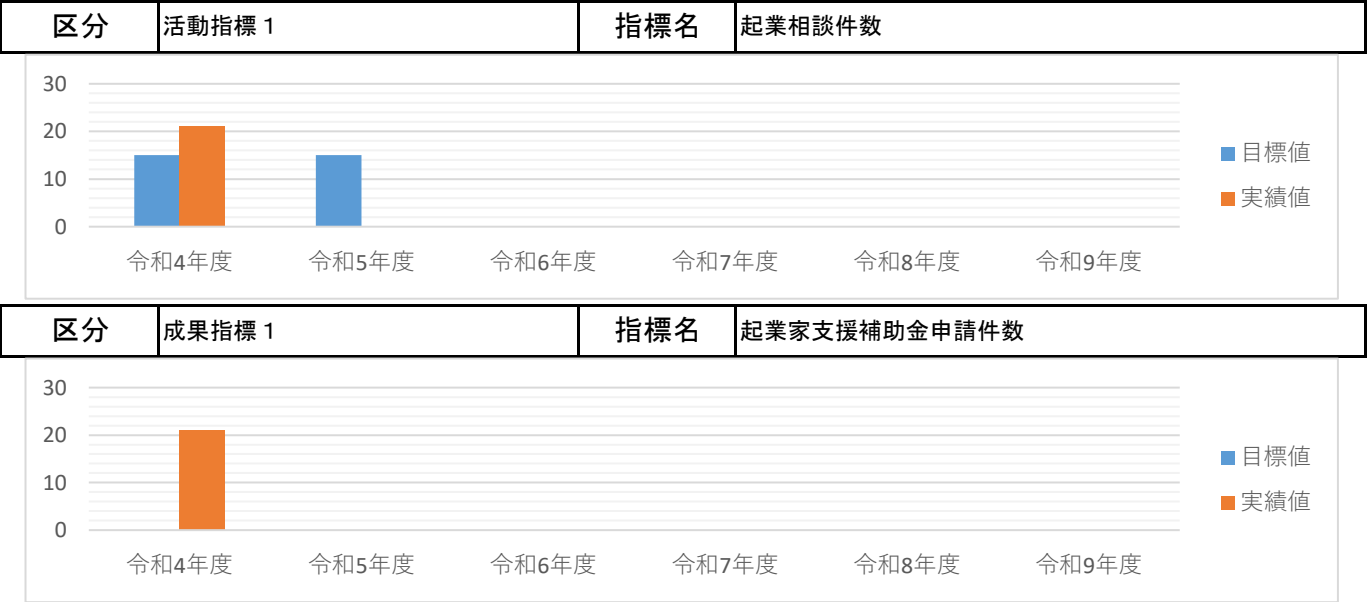 区分 活動指標１ 指標名 起業相談件数
30
20
10
0
目標値
実績値
令和4年度 令和5年度 令和6年度 令和7年度 令和8年度 令和9年度
区分 成果指標１ 指標名 起業家支援補助金申請件数
30
20
10
0
目標値
実績値
令和4年度 令和5年度 令和6年度 令和7年度 令和8年度 令和9年度